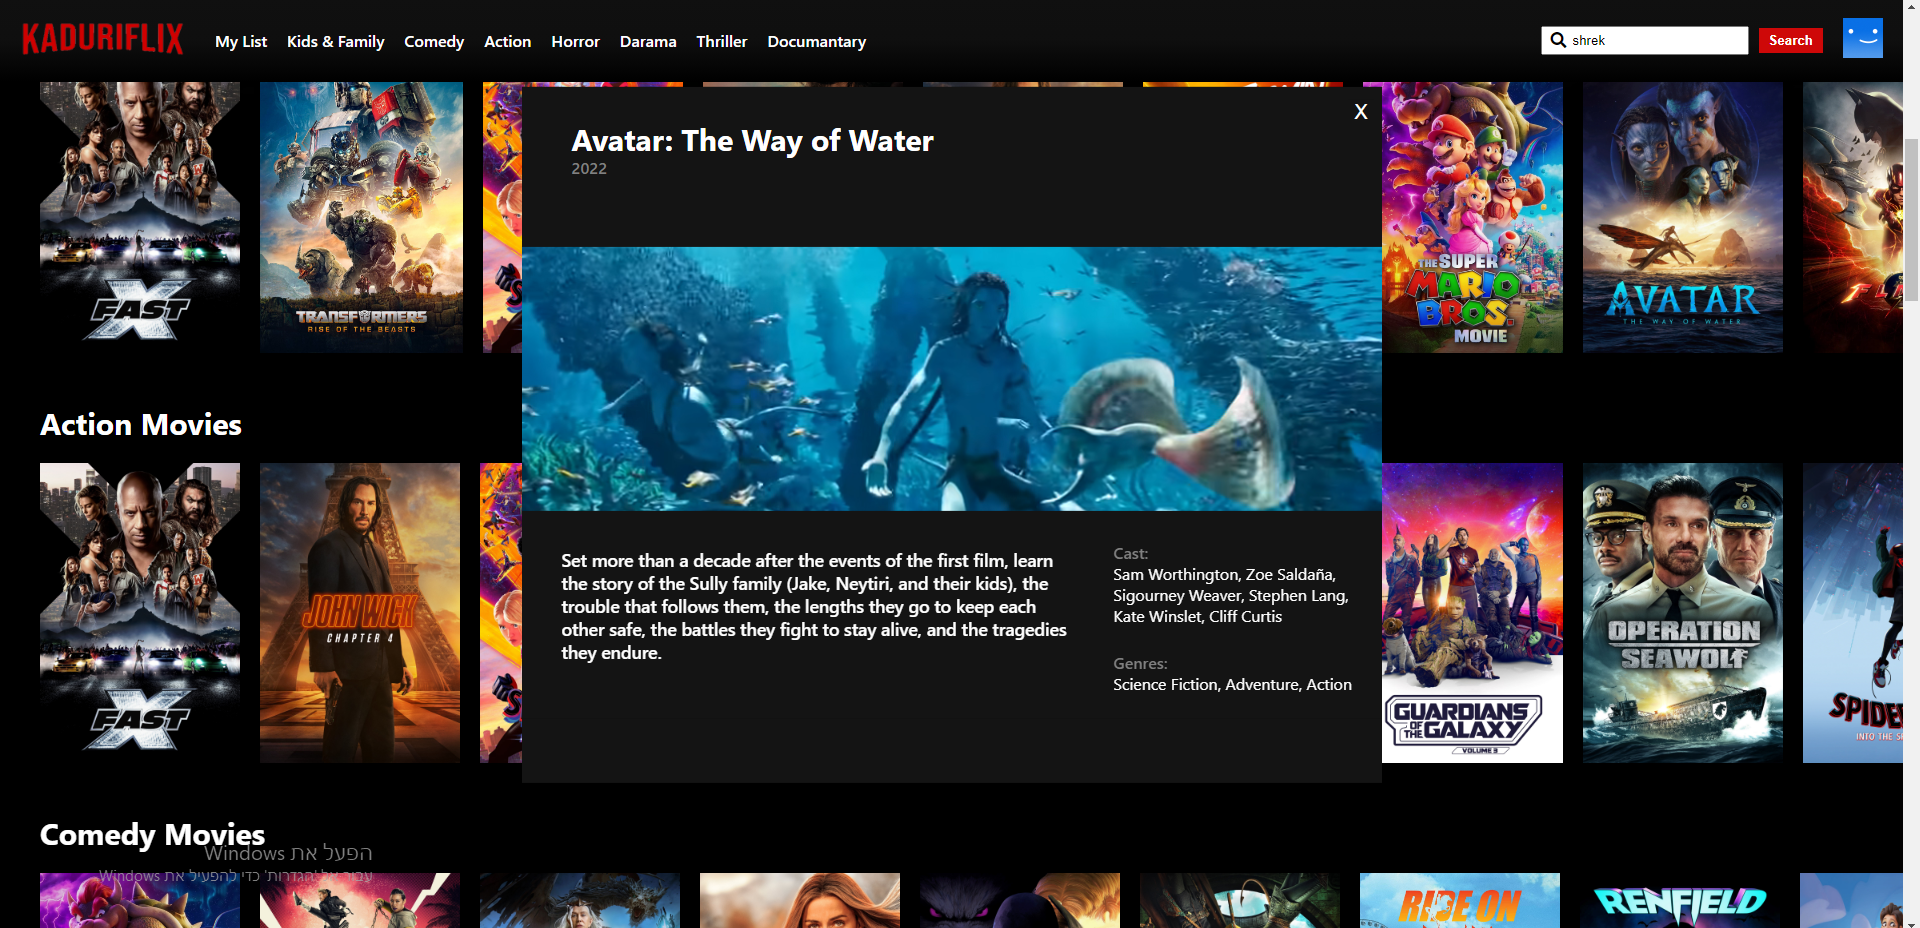 KADURIFLIX
My List Kids & Family Comedy Action Horror Darama Thriller Documantary
shrek
Search
X
Avatar: The Way of Water
2022
FAST X
TRANSFORMERS
RISE OF THE BEASTS
THE SUPER
MARIO
BROS.
MOVIE
AVATAR
THE WAY OF WATER
Action Movies
Set more than a decade after the events of the first film, learn
the story of the Sully family (Jake, Neytiri, and their kids), the
trouble that follows them, the lengths they go to keep each
other safe, the battles they fight to stay alive, and the tragedies
they endure.
Cast:
Sam Worthington, Zoe Saldaña,
Sigourney Weaver, Stephen Lang,
Kate Winslet, Cliff Curtis
Genres:
Science Fiction, Adventure, Action
FAST X
JOHN WICK
CHAPTER 4
GUARDIANS
OF THE GALAXY
VOLUME 3
OPERATION
SEAWOLF
SPIDE
INTO THE S
Comedy Movies
הפעל את Windows
עבור אל 'הגדרות' כדי להפעיל את Windows
RIDE ON
RENFIELD